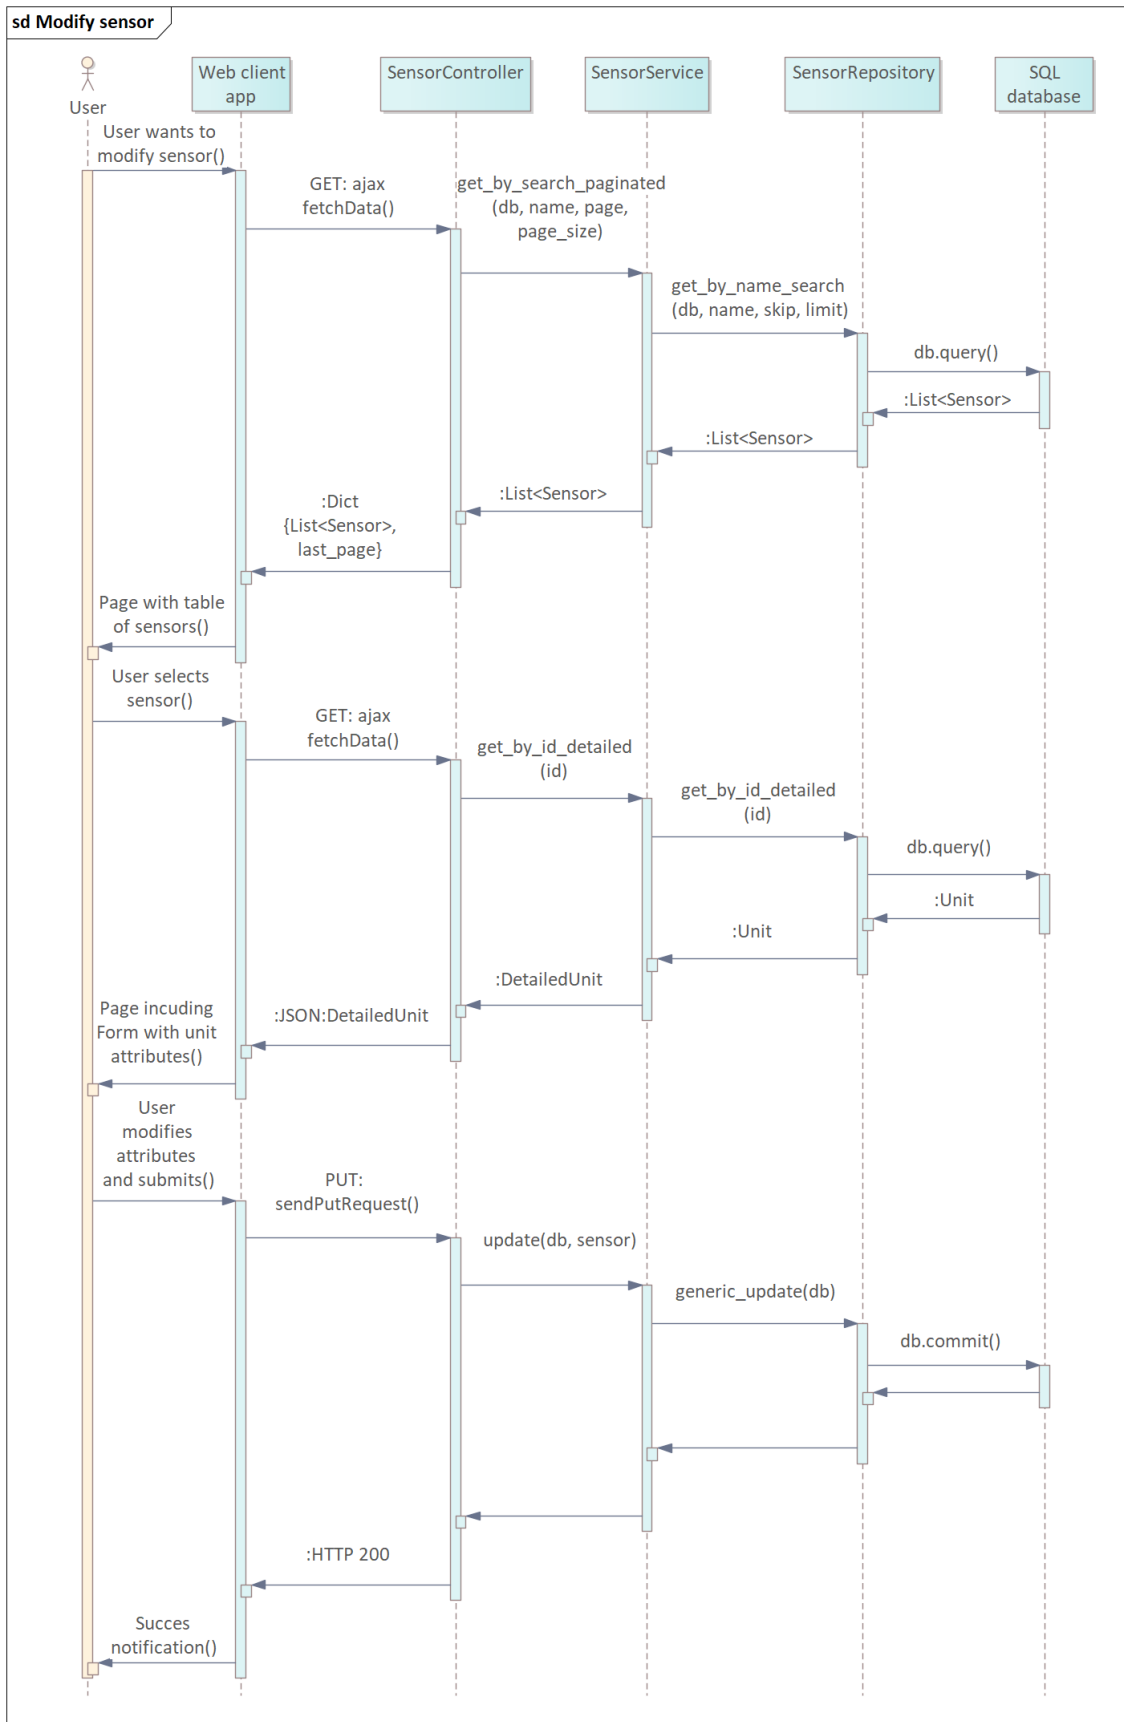 sd Modify sensor
User
Web client
app
SensorController
SensorService
SensorRepository
SQL
database
User wants to
modify sensor()
GET: ajax
fetchData()
get_by_search_paginated
(db, name, page,
page_size)
get_by_name_search
(db, name, skip, limit)
db.query()
:List<Sensor>
:List<Sensor>
:List<Sensor>
:Dict
{List<Sensor>,
last_page}
Page with table
of sensors()
User selects
sensor()
GET: ajax
fetchData()
get_by_id_detailed
(id)
get_by_id_detailed
(id)
db.query()
:Unit
:Unit
:DetailedUnit
:JSON:DetailedUnit
Page incuding
Form with unit
attributes()
User
modifies
attributes
and submits()
PUT:
sendPutRequest()
update(db, sensor)
generic_update(db)
db.commit()
:HTTP 200
Succes
notification()